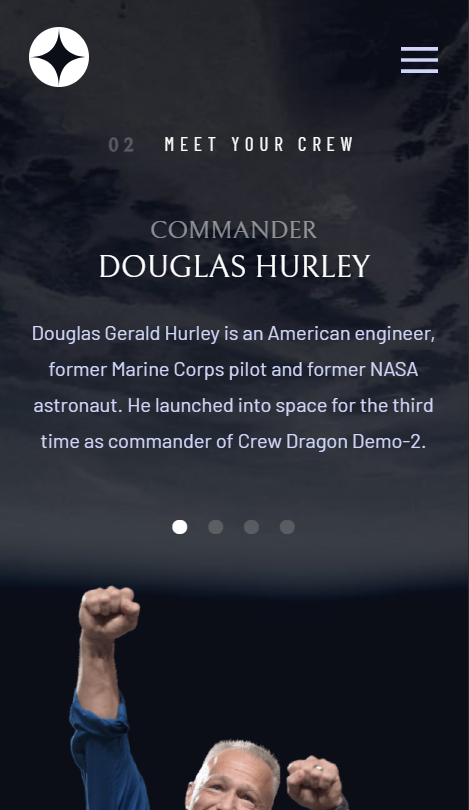 02 MEET YOUR CREW
COMMANDER
DOUGLAS HURLEY
Douglas Gerald Hurley is an American engineer,
former Marine Corps pilot and former NASA
astronaut. He launched into space for the third
time as commander of Crew Dragon Demo-2.